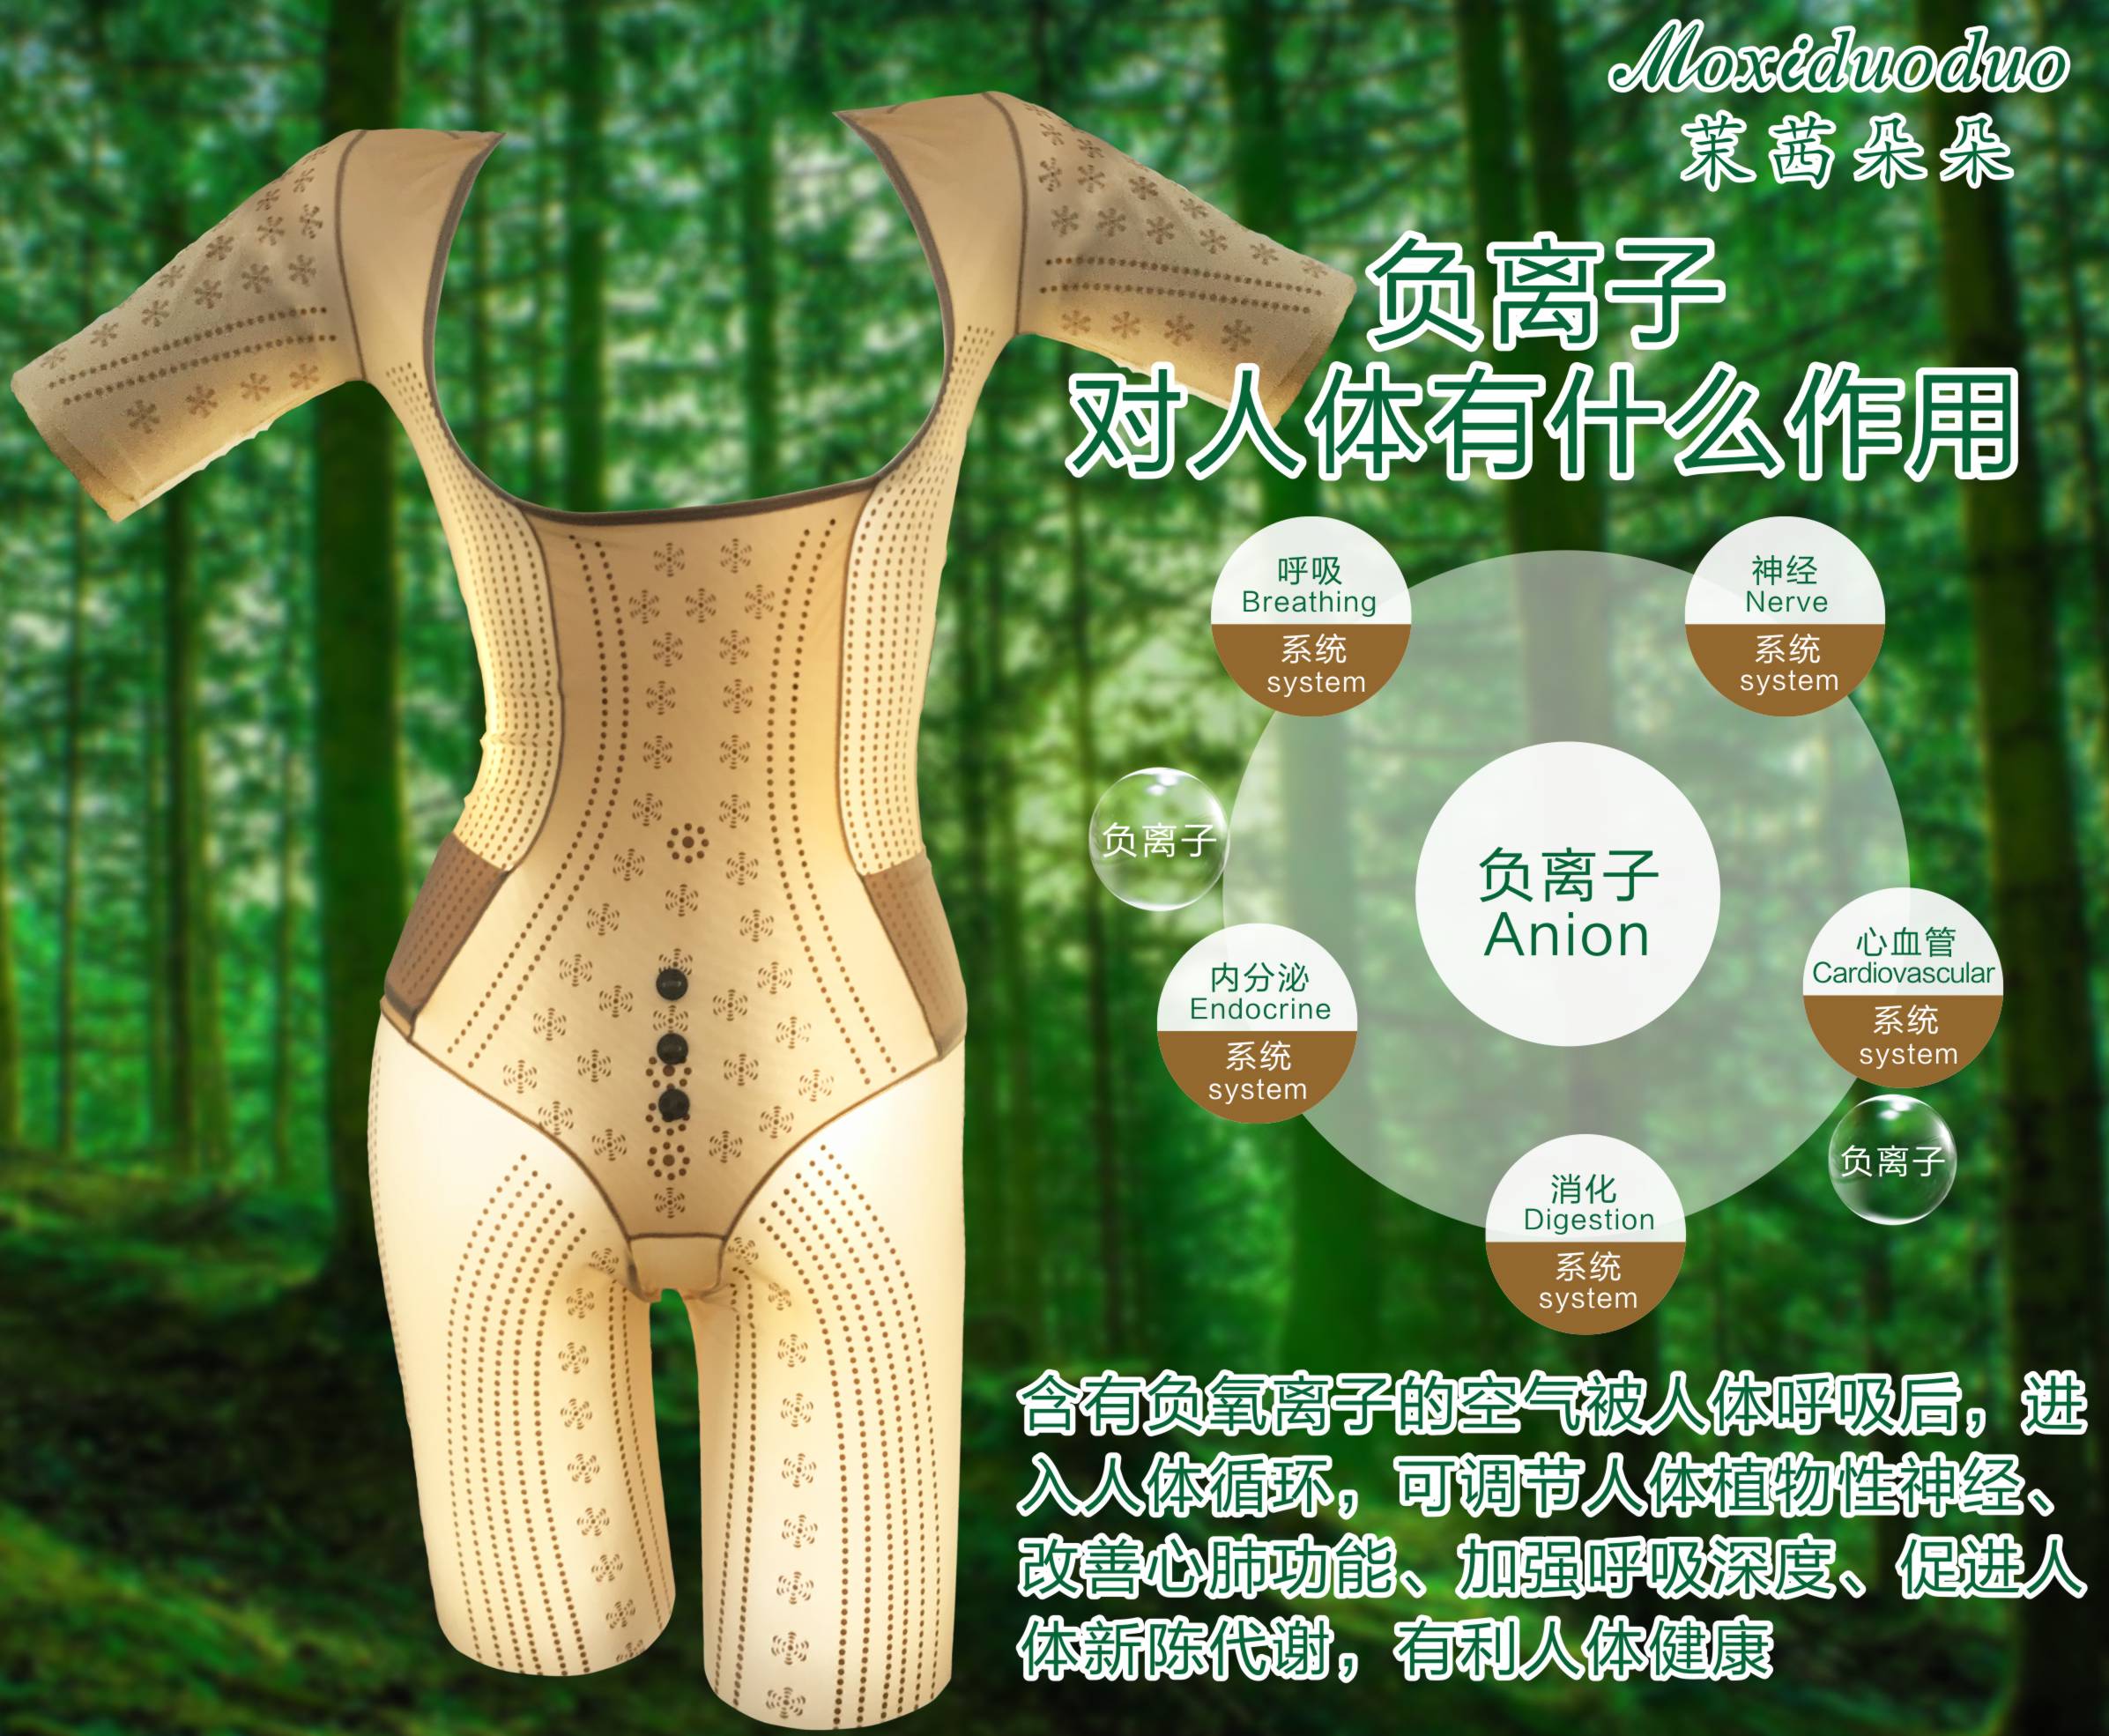 Moxiduoduo
茉茜朵朵
负离子
对人体有什么作用
呼吸
Breathing
系统
system
神经
Nerve
系统
system
负离子
负离子
Anion
心血管
Cardiovascular
系统
system
内分泌
Endocrine
系统
system
负离子
消化
Digestion
系统
system
含有负氧离子的空气被人体呼吸后，进
入人体循环，可调节人体植物性神经、
改善心肺功能、加强呼吸深度、促进人
体新陈代谢，有利人体健康